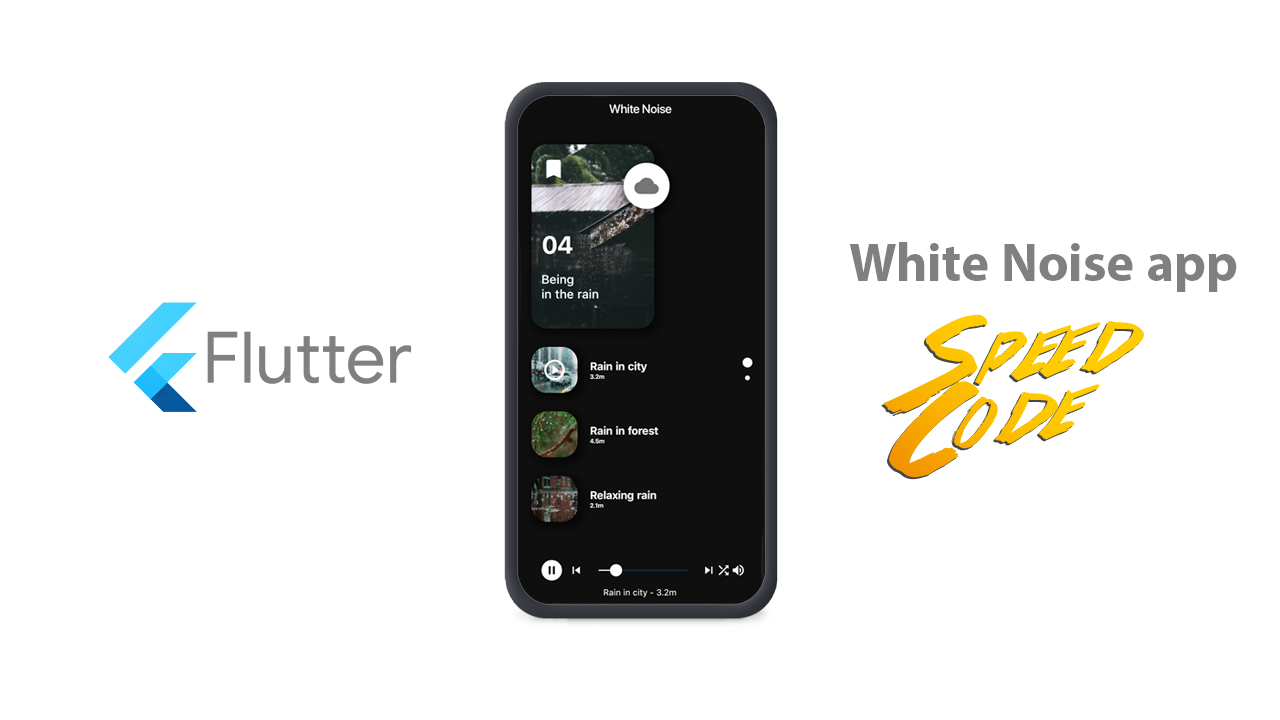 Flutter
White Noise
04
Being
in the rain
Rain in city
3.2m
Rain in forest
4.5m
Relaxing rain
2.1m
Rain in city - 3.2m
White Noise app
SPEED
CODE